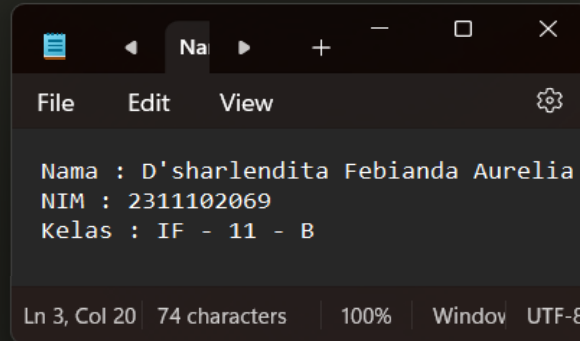 Na
+
File Edit View
Nama : D'sharlendita Febianda Aurelia
NIM : 2311102069
Kelas : IF - 11 - B
Ln 3, Col 20 74 characters 100% Window UTF-8